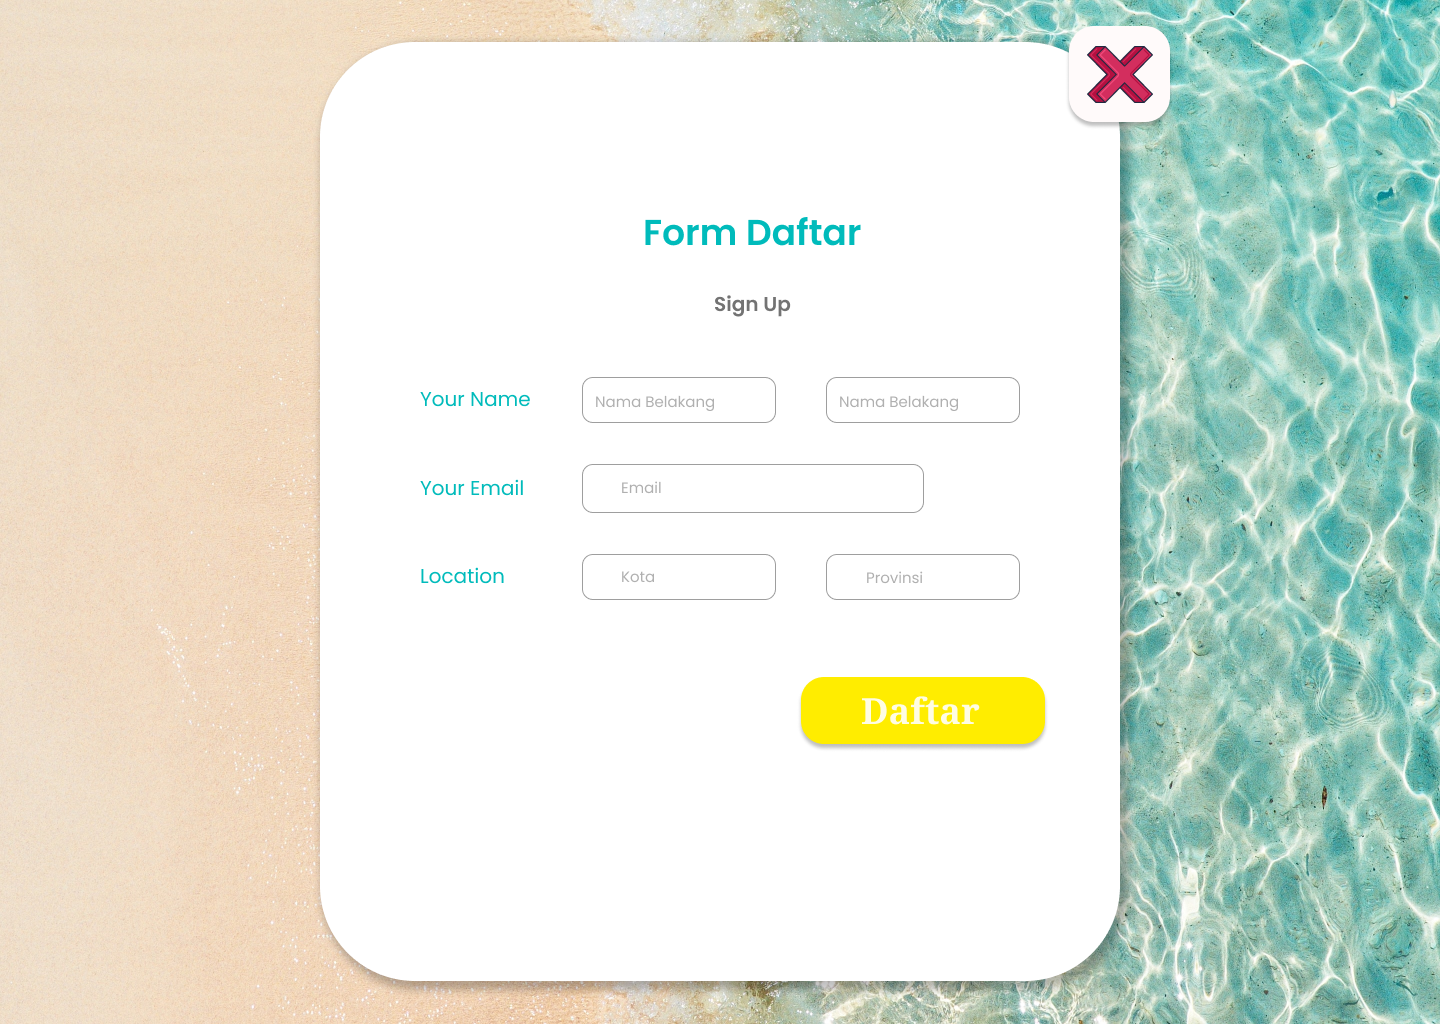 Form Daftar
Sign Up
Your Name Nama Belakang Nama Belakang
Your Email Email
Location Kota Provinsi
Daftar